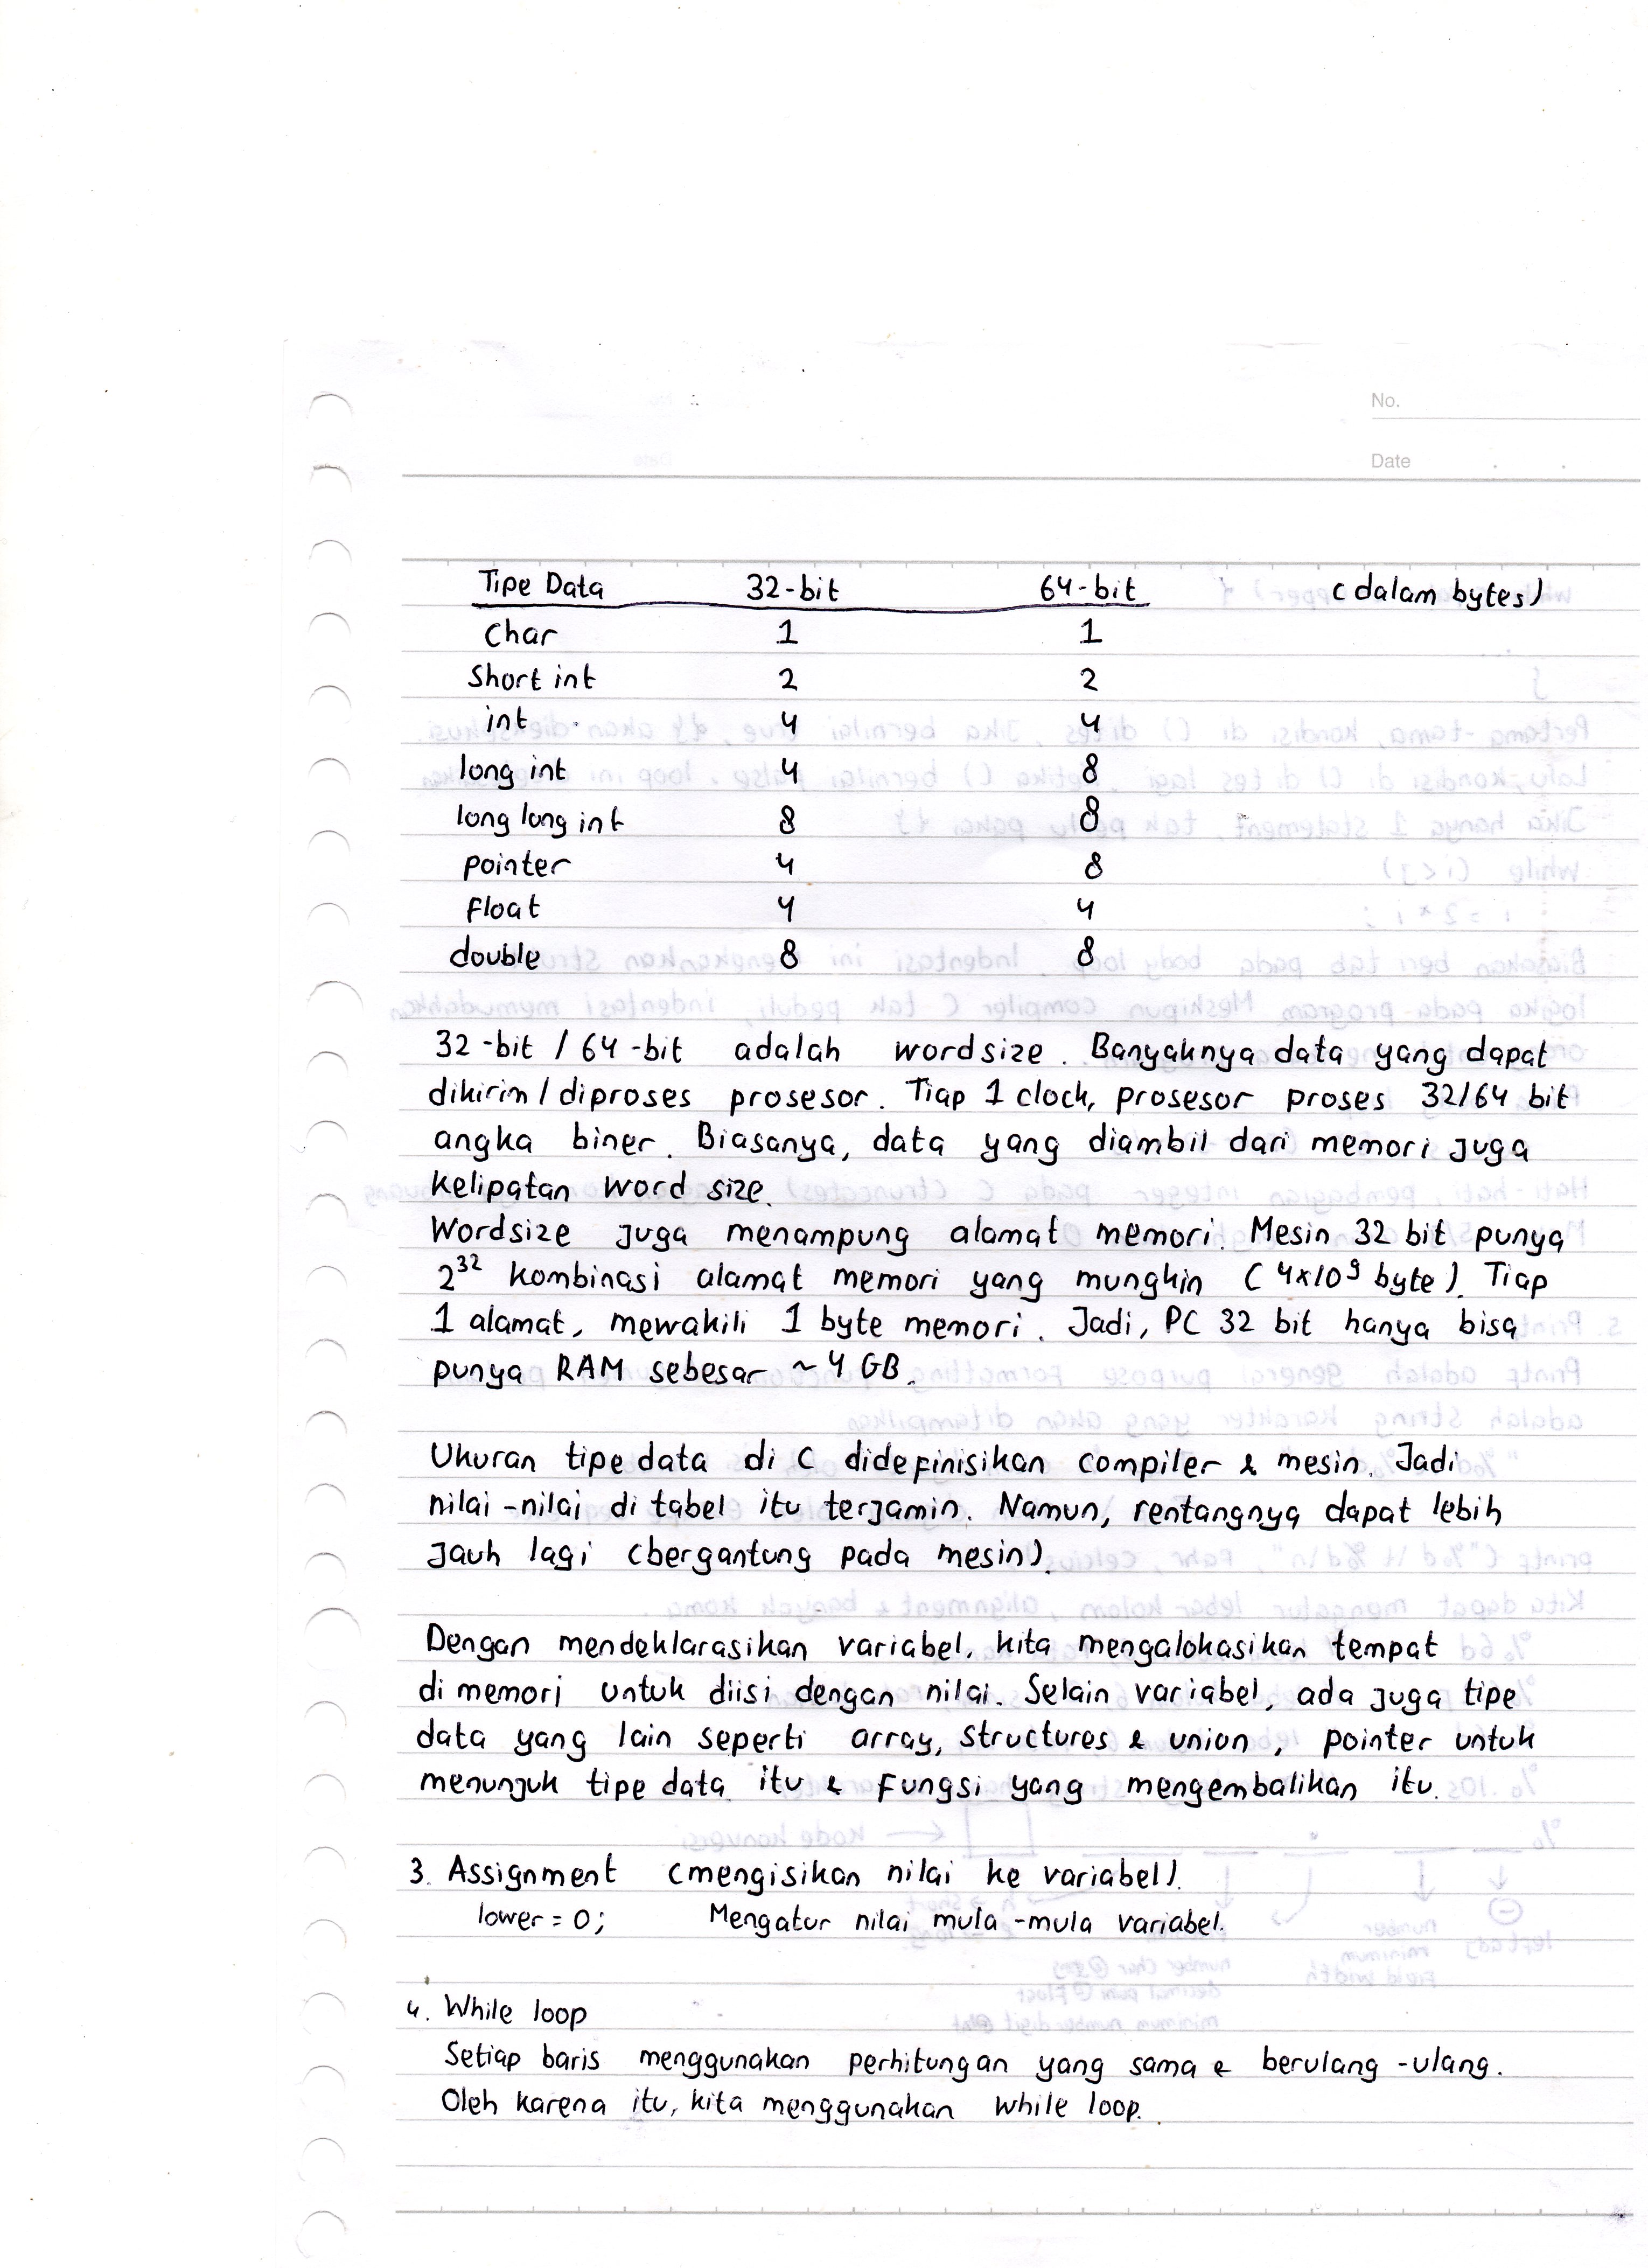 No.
Date
Tipe Data 32-bit 64-bit (dalam bytes)
Char 1 1
Short int 2 2
int 4 4
long int 4 8
long long int 8 8
pointer 4 8
Float 4 4
double 8 8
32-bit / 64-bit adalah wordsize. Banyaknya data yang dapat
dikirim/diproses prosesor. Tiap 1 clock, prosesor proses 32/64 bit
angka biner. Biasanya, data yang diambil dari memori juga
kelipatan word size.
Wordsize juga menampung alamat memori. Mesin 32 bit punya
2³² kombinasi alamat memori yang mungkin (4x10⁹ byte). Tiap
1 alamat, mewakili 1 byte memori. Jadi, PC 32 bit hanya bisa
punya RAM sebesar ~ 4 GB.
Ukuran tipe data di C didefinisikan compiler & mesin. Jadi
nilai-nilai di tabel itu terjamin. Namun, rentangnya dapat lebih
jauh lagi (bergantung pada mesin).
Dengan mendeklarasikan variabel, kita mengalokasikan tempat
di memori untuk diisi dengan nilai. Selain variabel, ada juga tipe
data yang lain seperti array, structures & union, pointer untuk
menunjuk tipe data itu & Fungsi yang mengembalikan itu.
3. Assignment (mengisikan nilai ke variabel).
lower = 0; Mengatur nilai mula-mula variabel.
4. While loop
Setiap baris menggunakan perhitungan yang sama & berulang-ulang.
Oleh karena itu, kita menggunakan while loop.